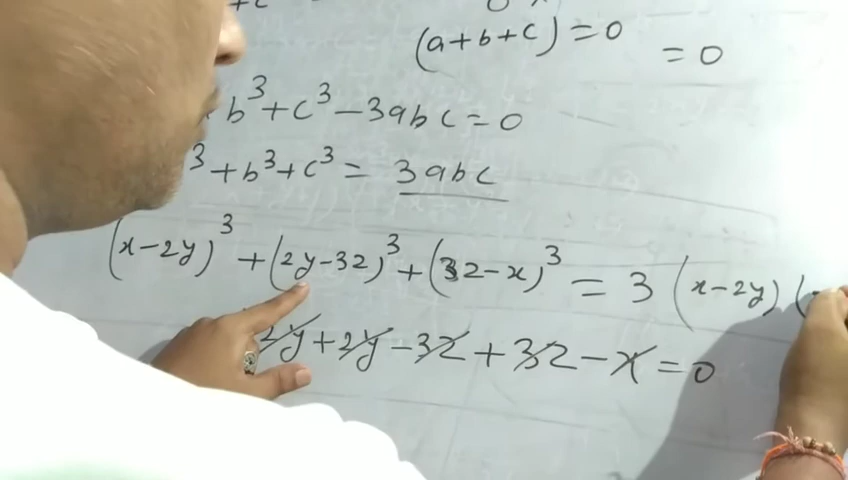 (a+b+c)=0 =0
b³+c³-3abc=0
³+b³+c³=3abc
(x-2y)³+(2y-3z)³+(3z-x)³=3(x-2y)(
2y+2y-3z+3z-x=0